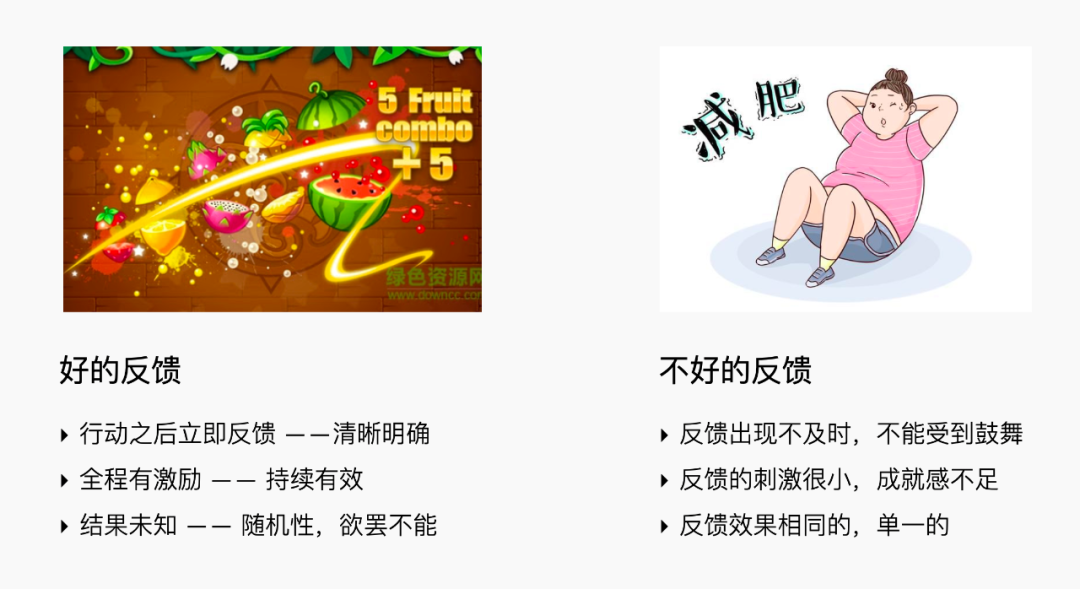 5 Fruit
combo
+5
绿色资源网
www.downcc.com
减肥
好的反馈
行动之后立即反馈 ——清晰明确
全程有激励 —— 持续有效
结果未知 —— 随机性，欲罢不能
不好的反馈
反馈出现不及时，不能受到鼓舞
反馈的刺激很小，成就感不足
反馈效果相同的，单一的